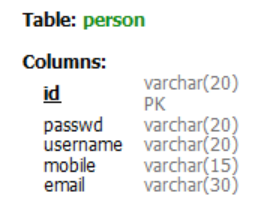 Table: person
Columns:
id varchar(20)
PK
passwd varchar(20)
username varchar(20)
mobile varchar(15)
email varchar(30)